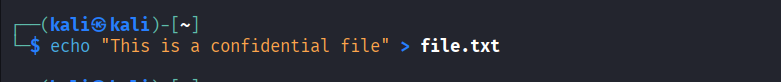 ┌──(kali㉿kali)-[~]
└─$ echo "This is a confidential file" > file.txt